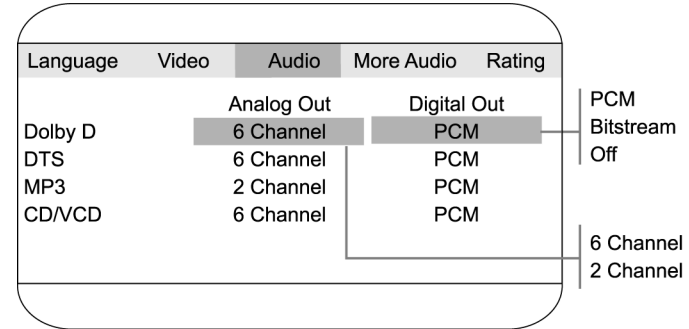 Language Video Audio More Audio Rating
Analog Out Digital Out
Dolby D 6 Channel PCM
DTS 6 Channel PCM
MP3 2 Channel PCM
CD/VCD 6 Channel PCM
PCM
Bitstream
Off
6 Channel
2 Channel